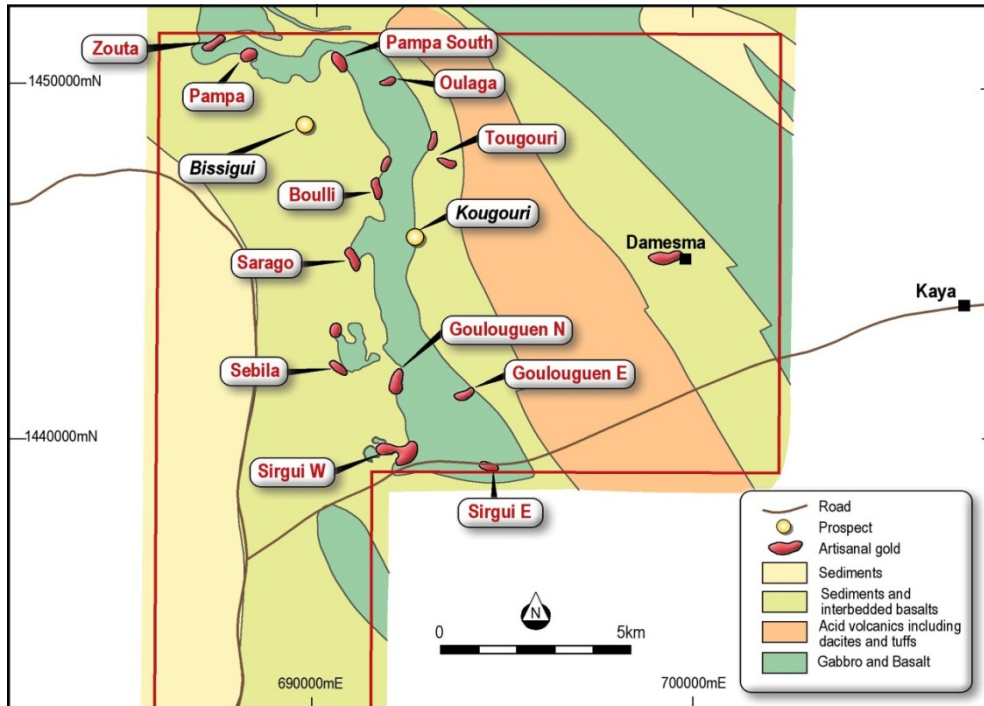 Zouta
Pampa South
1450000mN
Pampa
Oulaga
Tougouri
Bissigui
Boulli
Kougouri
Sarago
Damesma
Kaya
Goulouguen N
Sebila
Goulouguen E
1440000mN
Sirgui W
Sirgui E
Road
Prospect
Artisanal gold
Sediments
Sediments and
interbedded basalts
Acid volcanics including
dacites and tuffs
Gabbro and Basalt
N
0
5km
690000mE
700000mE